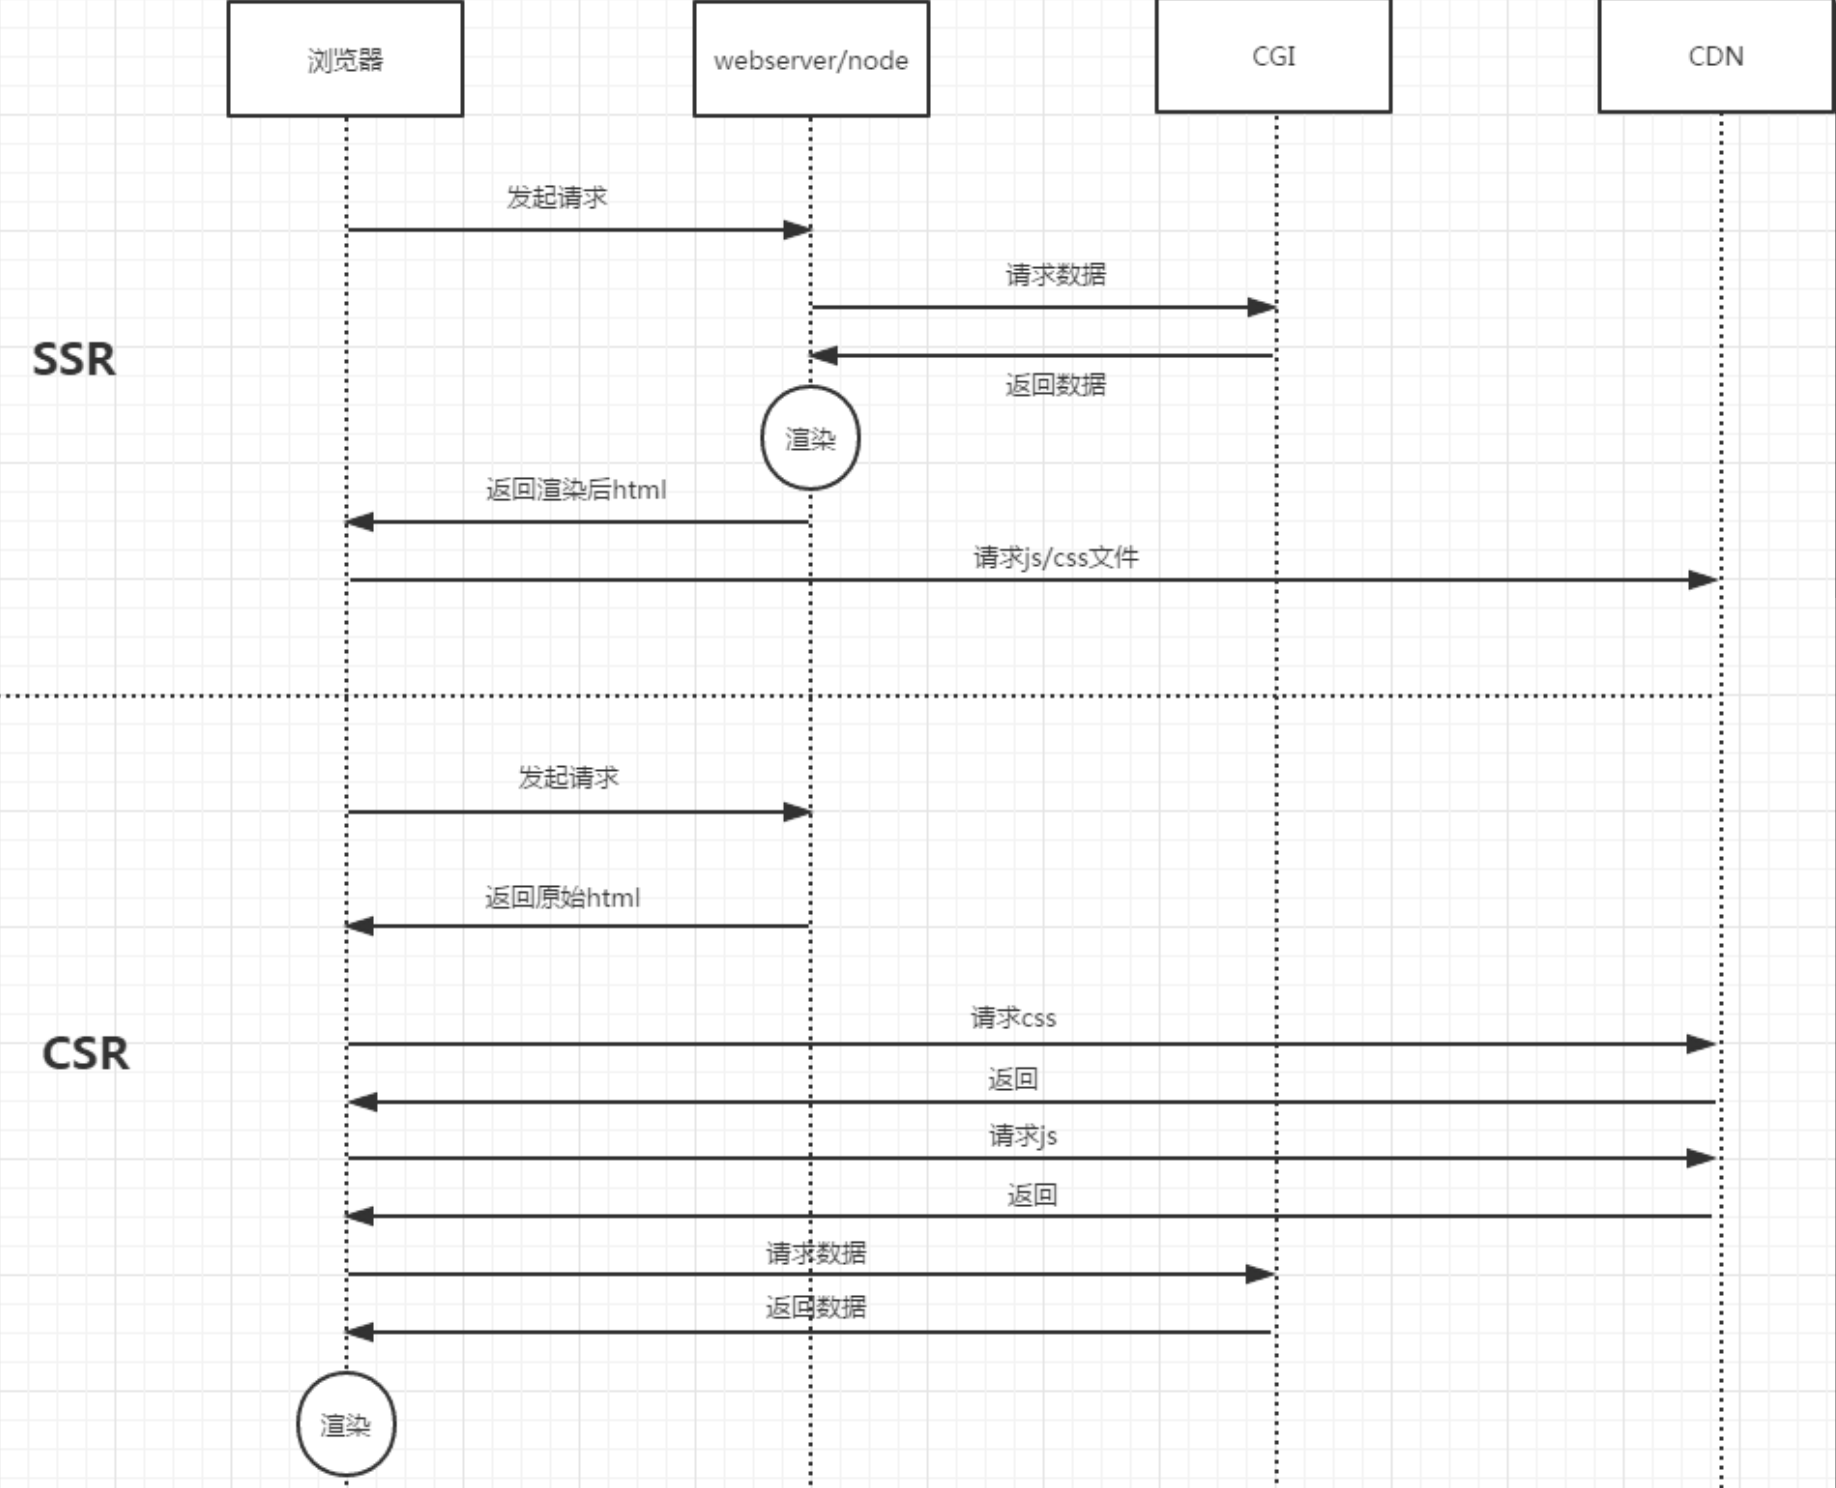 浏览器
webserver/node
CGI
CDN
发起请求
请求数据
SSR
返回数据
渲染
返回渲染后html
请求js/css文件
发起请求
返回原始html
请求css
CSR
返回
请求js
返回
请求数据
返回数据
渲染